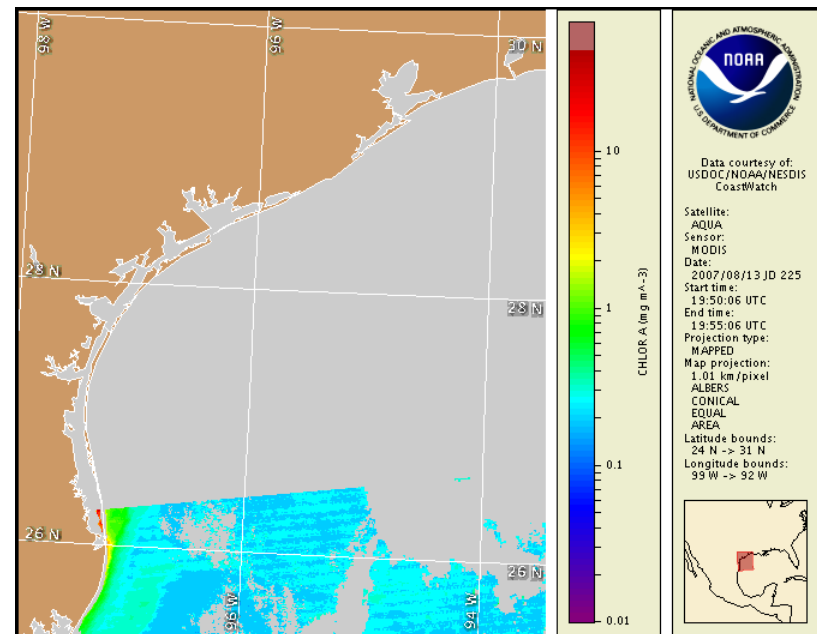 98 W
96 W
30 N
28 N
28 N
26 N
26 N
96 W
94 W
10
1
0.1
0.01
CHLOR A (mg m^-3)
NATIONAL OCEANIC AND ATMOSPHERIC ADMINISTRATION
NOAA
U.S. DEPARTMENT OF COMMERCE
Data courtesy of:
USDOC/NOAA/NESDIS
CoastWatch
Satellite:
AQUA
Sensor:
MODIS
Date:
2007/08/13 JD 225
Start time:
19:50:06 UTC
End time:
19:55:06 UTC
Projection type:
MAPPED
Map projection:
1.01 km/pixel
ALBERS
CONICAL
EQUAL
AREA
Latitude bounds:
24 N -> 31 N
Longitude bounds:
99 W -> 92 W